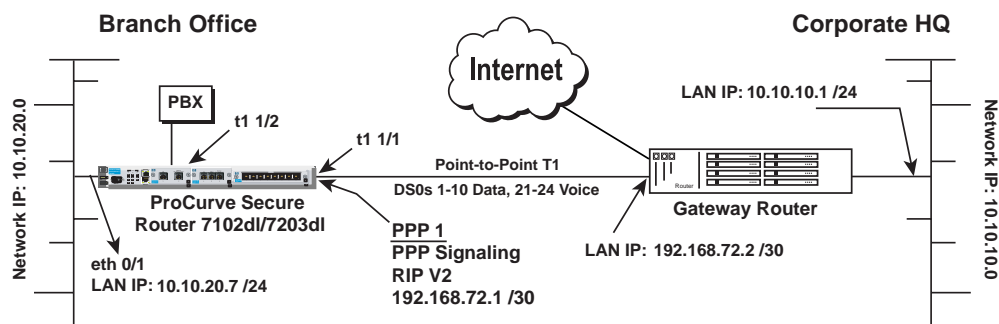 Branch Office
Corporate HQ
Internet
PBX
t1 1/2
LAN IP: 10.10.10.1 /24
t1 1/1
Network IP: 10.10.20.0
Network IP: 10.10.10.0
Point-to-Point T1
DS0s 1-10 Data, 21-24 Voice
Router
ProCurve Secure
Router 7102dl/7203dl
Gateway Router
PPP 1
PPP Signaling
RIP V2
192.168.72.1 /30
LAN IP: 192.168.72.2 /30
eth 0/1
LAN IP: 10.10.20.7 /24